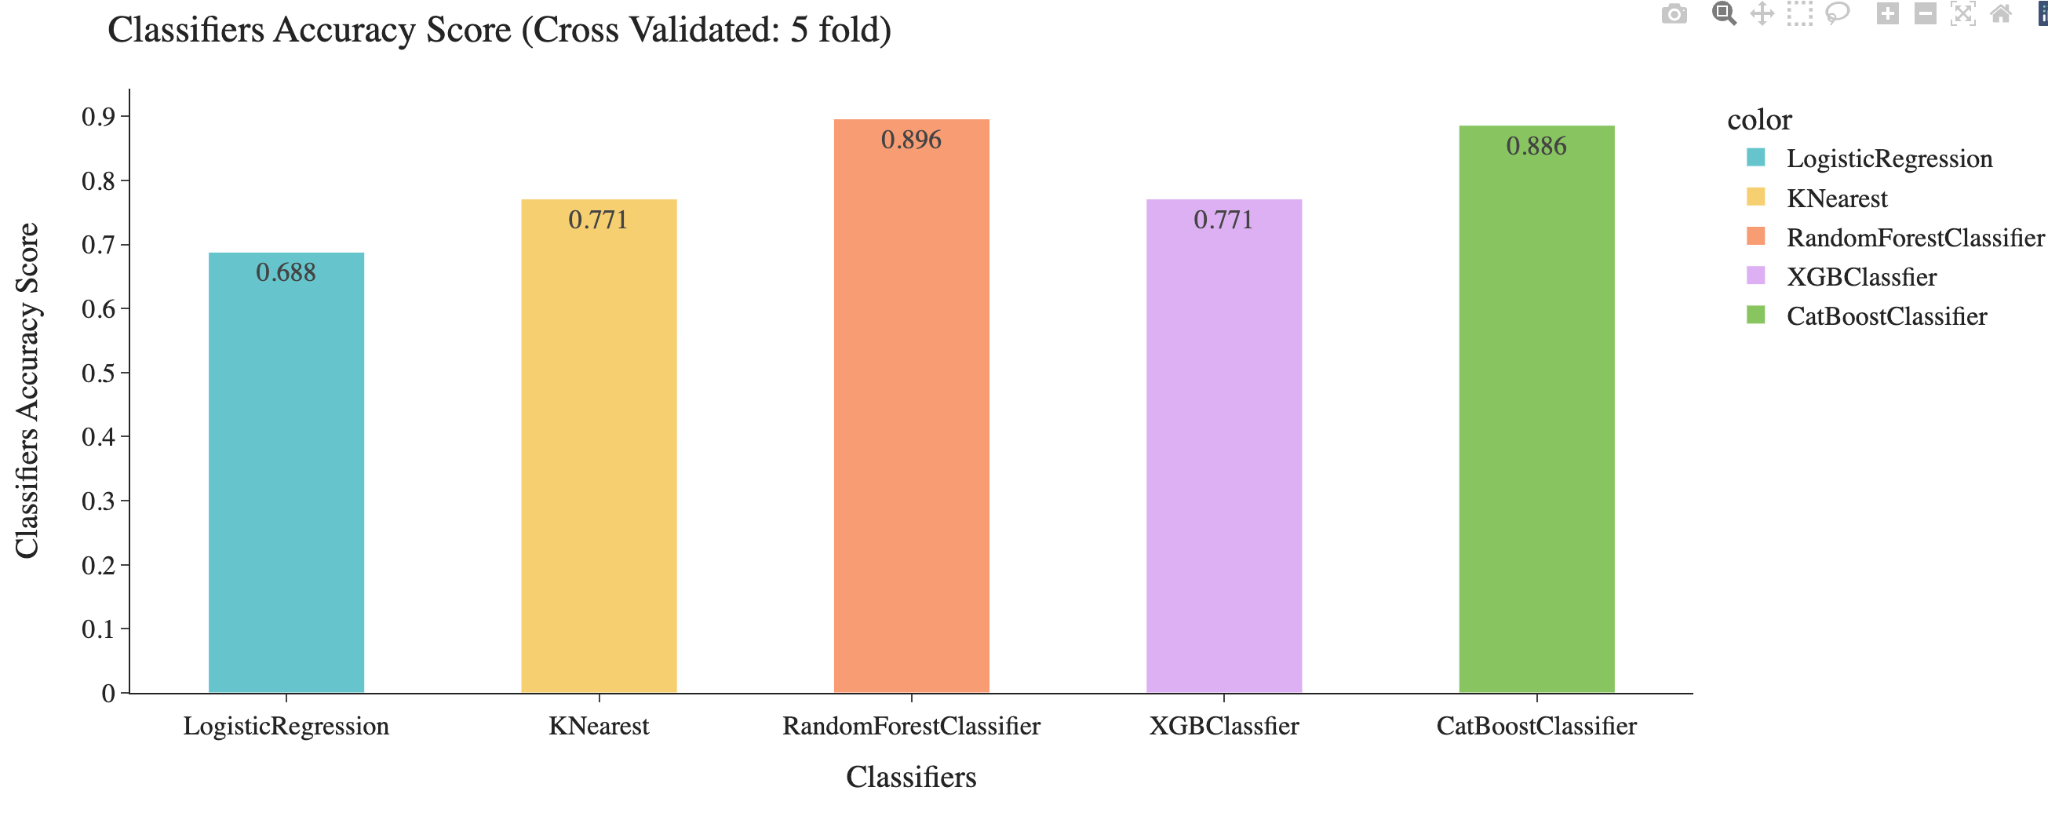 Classifiers Accuracy Score (Cross Validated: 5 fold)
Classifiers Accuracy Score
0.9
0.8
0.7
0.6
0.5
0.4
0.3
0.2
0.1
0
0.688
0.771
0.896
0.771
0.886
LogisticRegression
KNearest
RandomForestClassifier
XGBClassfier
CatBoostClassifier
Classifiers
color
LogisticRegression
KNearest
RandomForestClassifier
XGBClassfier
CatBoostClassifier